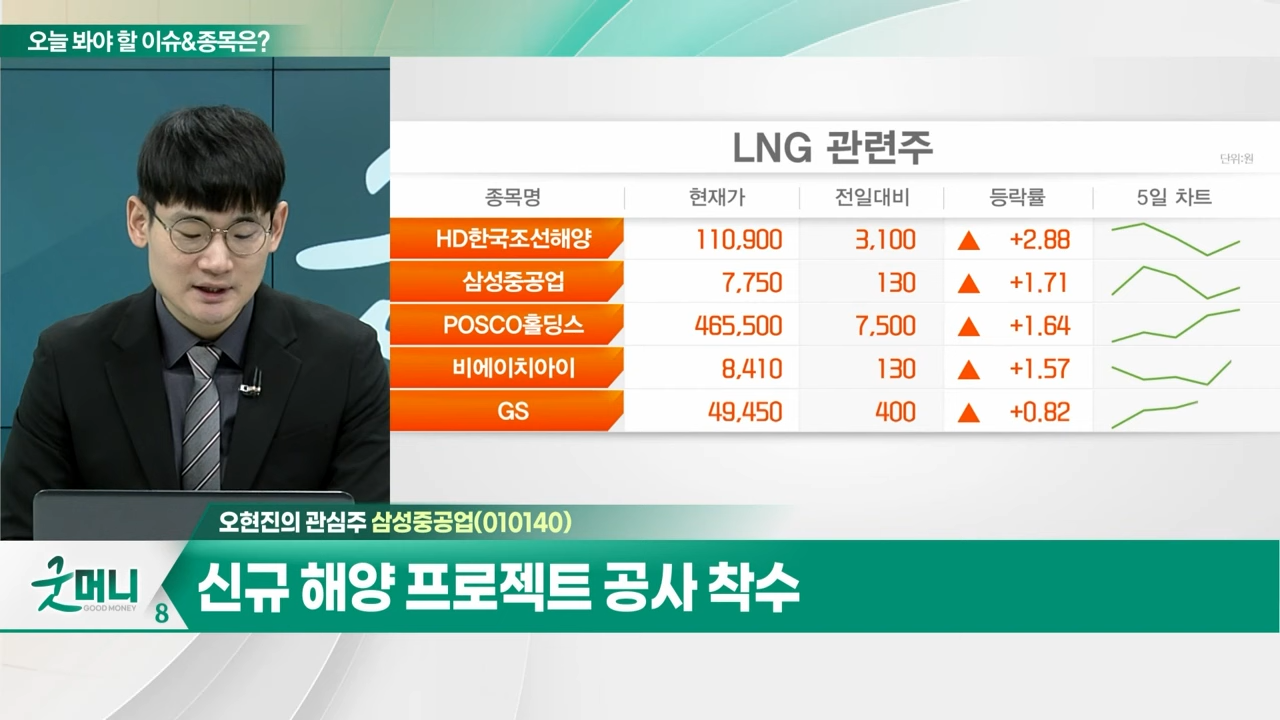 오늘 봐야 할 이슈&종목은?
LNG 관련주
단위:원
종목명 현재가 전일대비 등락률 5일 차트
HD한국조선해양 110,900 3,100 ▲ +2.88
삼성중공업 7,750 130 ▲ +1.71
POSCO홀딩스 465,500 7,500 ▲ +1.64
비에이치아이 8,410 130 ▲ +1.57
GS 49,450 400 ▲ +0.82
오현진의 관심주 삼성중공업(010140)
굿머니
GOOD MONEY
8
신규 해양 프로젝트 공사 착수